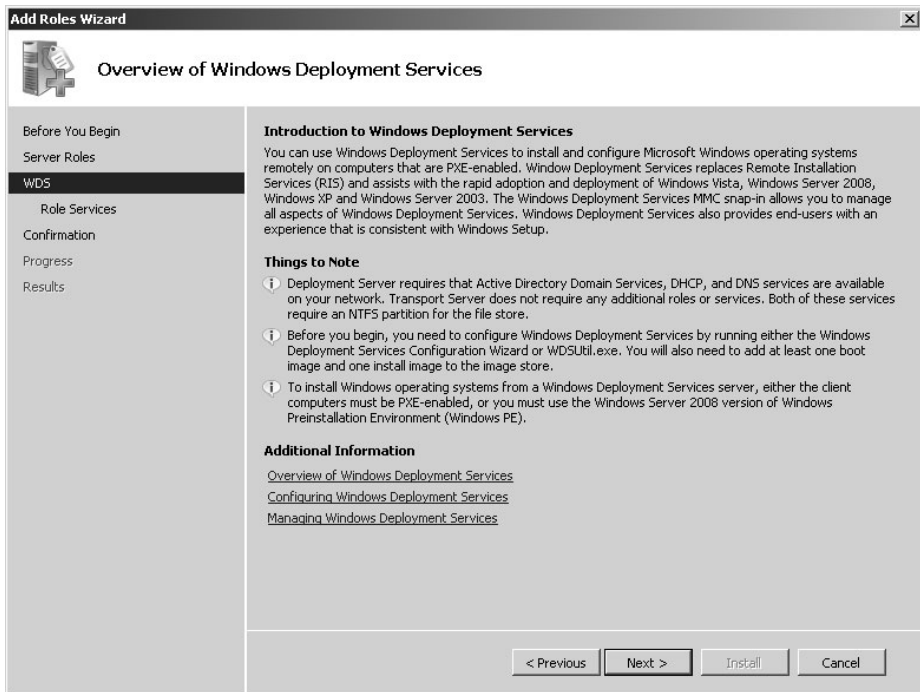 Add Roles Wizard
Overview of Windows Deployment Services
Before You Begin
Server Roles
WDS
Role Services
Confirmation
Progress
Results
Introduction to Windows Deployment Services
You can use Windows Deployment Services to install and configure Microsoft Windows operating systems
remotely on computers that are PXE-enabled. Window Deployment Services replaces Remote Installation
Services (RIS) and assists with the rapid adoption and deployment of Windows Vista, Windows Server 2008,
Windows XP and Windows Server 2003. The Windows Deployment Services MMC snap-in allows you to manage
all aspects of Windows Deployment Services. Windows Deployment Services also provides end-users with an
experience that is consistent with Windows Setup.
Things to Note
Deployment Server requires that Active Directory Domain Services, DHCP, and DNS services are available
on your network. Transport Server does not require any additional roles or services. Both of these services
require an NTFS partition for the file store.
Before you begin, you need to configure Windows Deployment Services by running either the Windows
Deployment Services Configuration Wizard or WDSUtil.exe. You will also need to add at least one boot
image and one install image to the image store.
To install Windows operating systems from a Windows Deployment Services server, either the client
computers must be PXE-enabled, or you must use the Windows Server 2008 version of Windows
Preinstallation Environment (Windows PE).
Additional Information
Overview of Windows Deployment Services
Configuring Windows Deployment Services
Managing Windows Deployment Services
< Previous
Next >
Install
Cancel